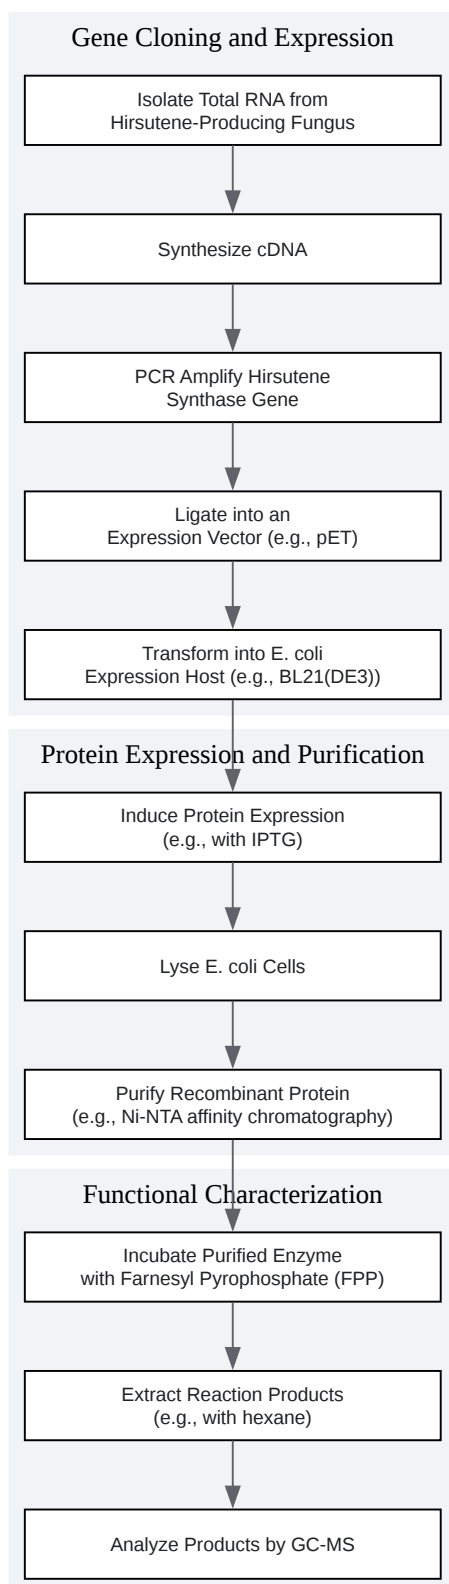 Gene Cloning and Expression
Isolate Total RNA from
Hirsutene-Producing Fungus
Synthesize cDNA
PCR Amplify Hirsutene
Synthase Gene
Ligate into an
Expression Vector (e.g., pET)
Transform into E. coli
Expression Host (e.g., BL21(DE3))
Protein Expression and Purification
Induce Protein Expression
(e.g., with IPTG)
Lyse E. coli Cells
Purify Recombinant Protein
(e.g., Ni-NTA affinity chromatography)
Functional Characterization
Incubate Purified Enzyme
with Farnesyl Pyrophosphate (FPP)
Extract Reaction Products
(e.g., with hexane)
Analyze Products by GC-MS